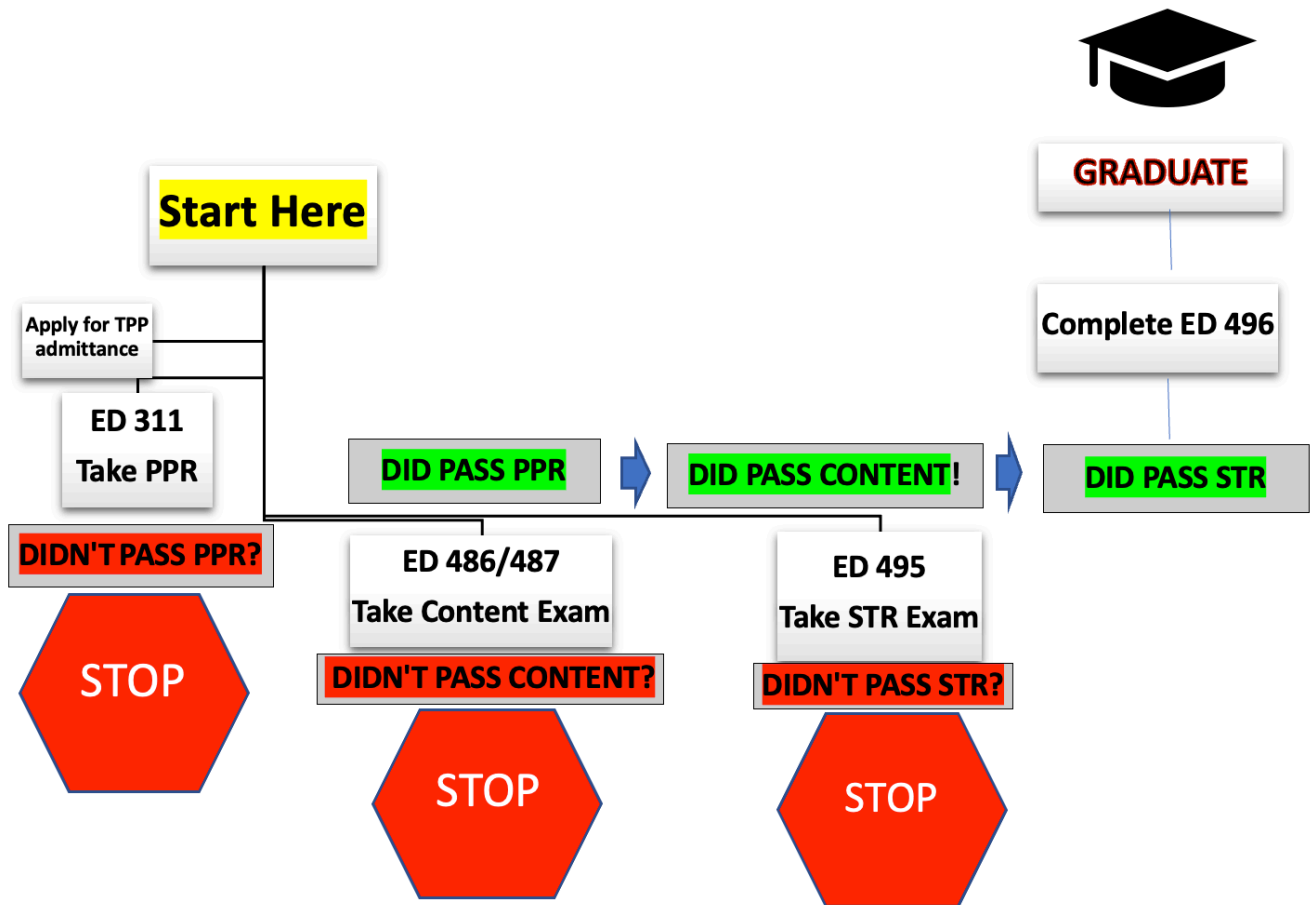 Start Here
Apply for TPP
admittance
ED 311
Take PPR
DIDN'T PASS PPR?
STOP
DID PASS PPR
ED 486/487
Take Content Exam
DIDN'T PASS CONTENT?
STOP
DID PASS CONTENT!
ED 495
Take STR Exam
DIDN'T PASS STR?
STOP
DID PASS STR
Complete ED 496
GRADUATE